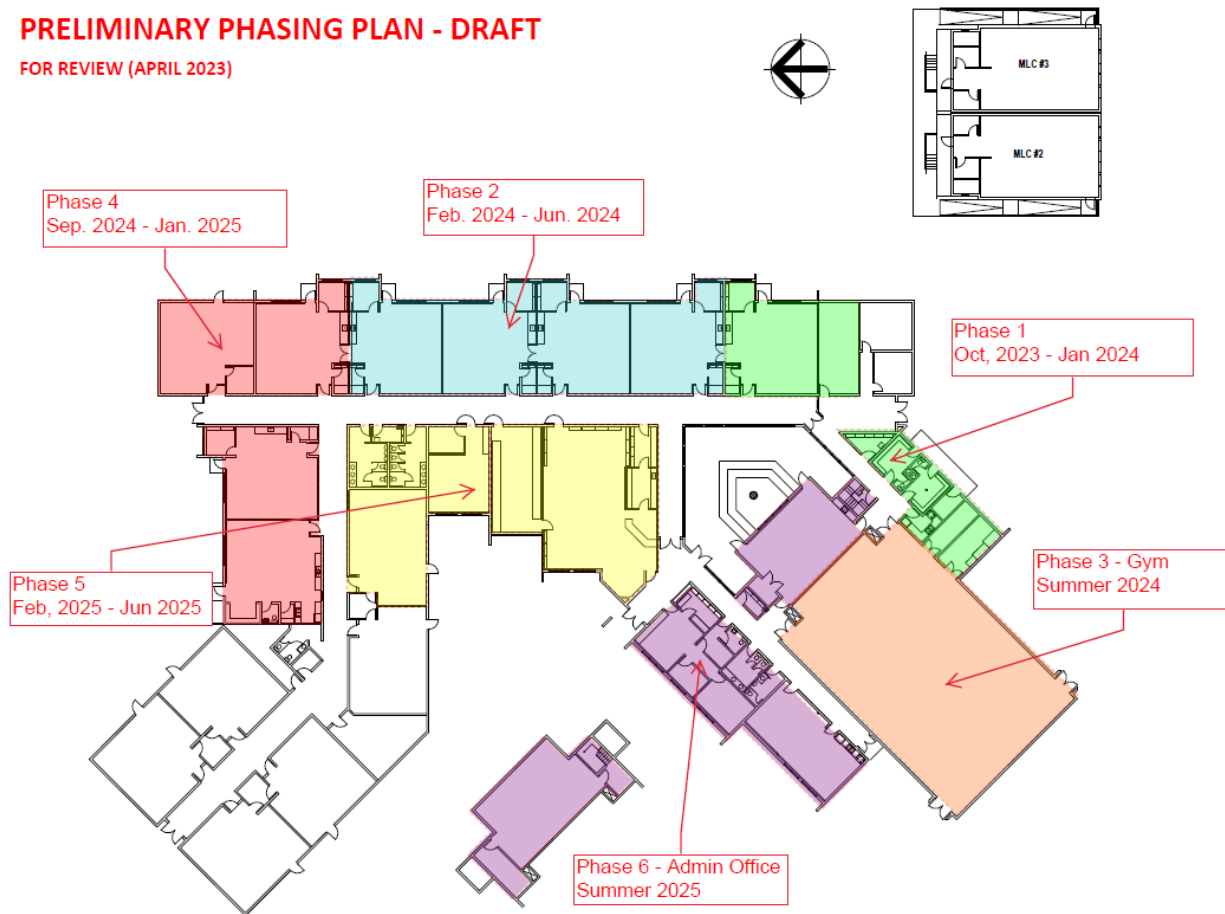 PRELIMINARY PHASING PLAN - DRAFT
FOR REVIEW (APRIL 2023)
MLC #3
MLC #2
Phase 4
Sep. 2024 - Jan. 2025
Phase 2
Feb. 2024 - Jun. 2024
Phase 1
Oct, 2023 - Jan 2024
Phase 3 - Gym
Summer 2024
Phase 5
Feb, 2025 - Jun 2025
Phase 6 - Admin Office
Summer 2025